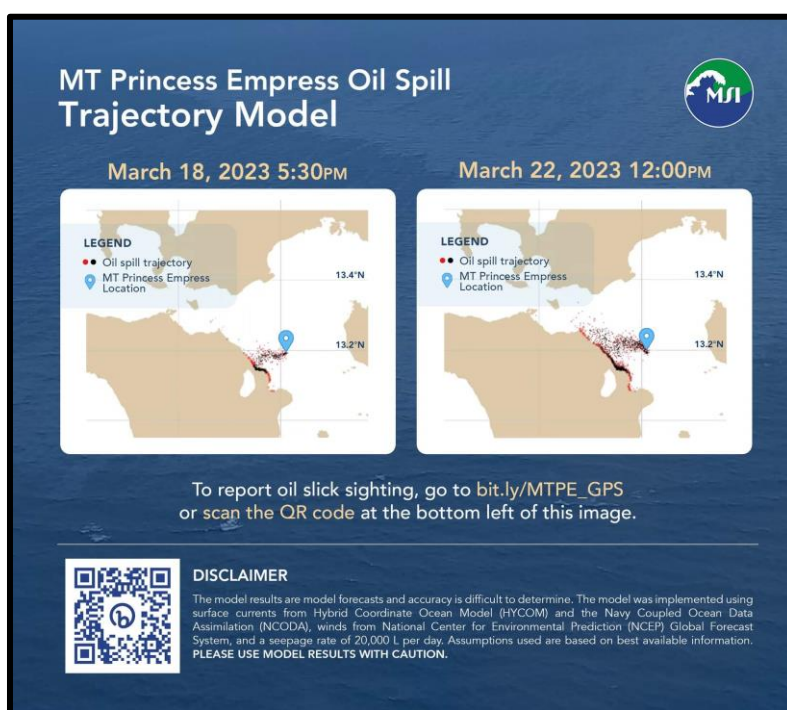 MT Princess Empress Oil Spill
Trajectory Model
MSI
March 18, 2023 5:30PM
March 22, 2023 12:00PM
LEGEND
Oil spill trajectory
MT Princess Empress
Location
13.4°N
13.2°N
LEGEND
Oil spill trajectory
MT Princess Empress
Location
13.4°N
13.2°N
To report oil slick sighting, go to bit.ly/MTPE_GPS
or scan the QR code at the bottom left of this image.
DISCLAIMER
The model results are model forecasts and accuracy is difficult to determine. The model was implemented using
surface currents from Hybrid Coordinate Ocean Model (HYCOM) and the Navy Coupled Ocean Data
Assimilation (NCODA), winds from National Center for Environmental Prediction (NCEP) Global Forecast
System, and a seepage rate of 20,000 L per day. Assumptions used are based on best available information.
PLEASE USE MODEL RESULTS WITH CAUTION.